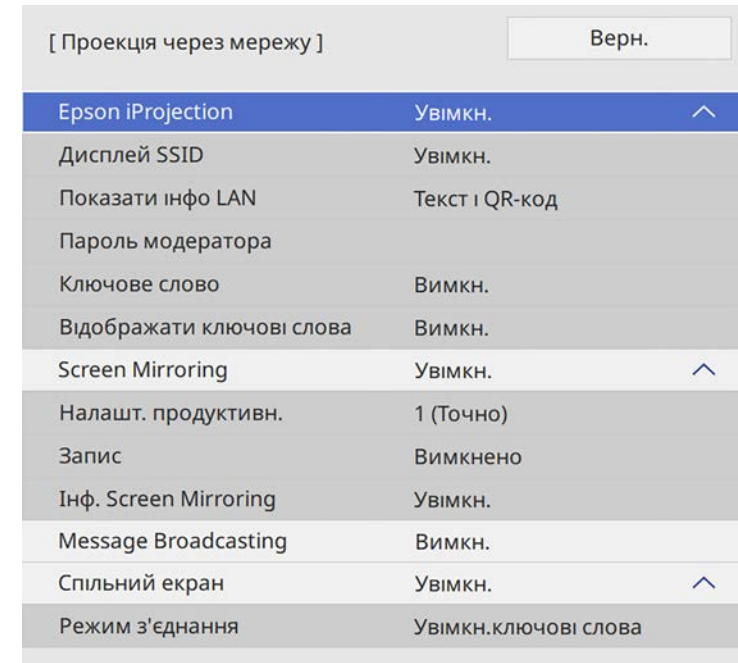 [ Проекція через мережу ] Верн.
Epson iProjection Увімкн.
Дисплей SSID Увімкн.
Показати інфо LAN Текст і QR-код
Пароль модератора
Ключове слово Вимкн.
Відображати ключові слова Вимкн.
Screen Mirroring Увімкн.
Налашт. продуктивн. 1 (Точно)
Запис Вимкнено
Інф. Screen Mirroring Увімкн.
Message Broadcasting Вимкн.
Спільний екран Увімкн.
Режим з'єднання Увімкн.ключові слова